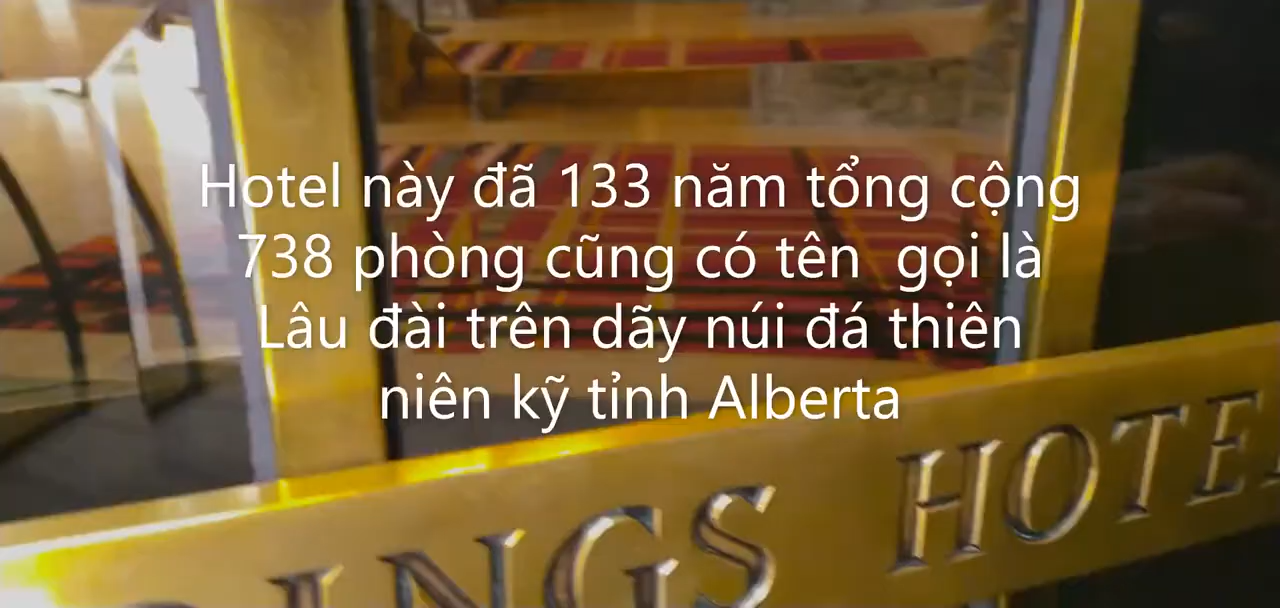 Hotel này đã 133 năm tổng cộng
738 phòng cũng có tên gọi là
Lâu đài trên dãy núi đá thiên
niên kỹ tỉnh Alberta
INGS HOTE